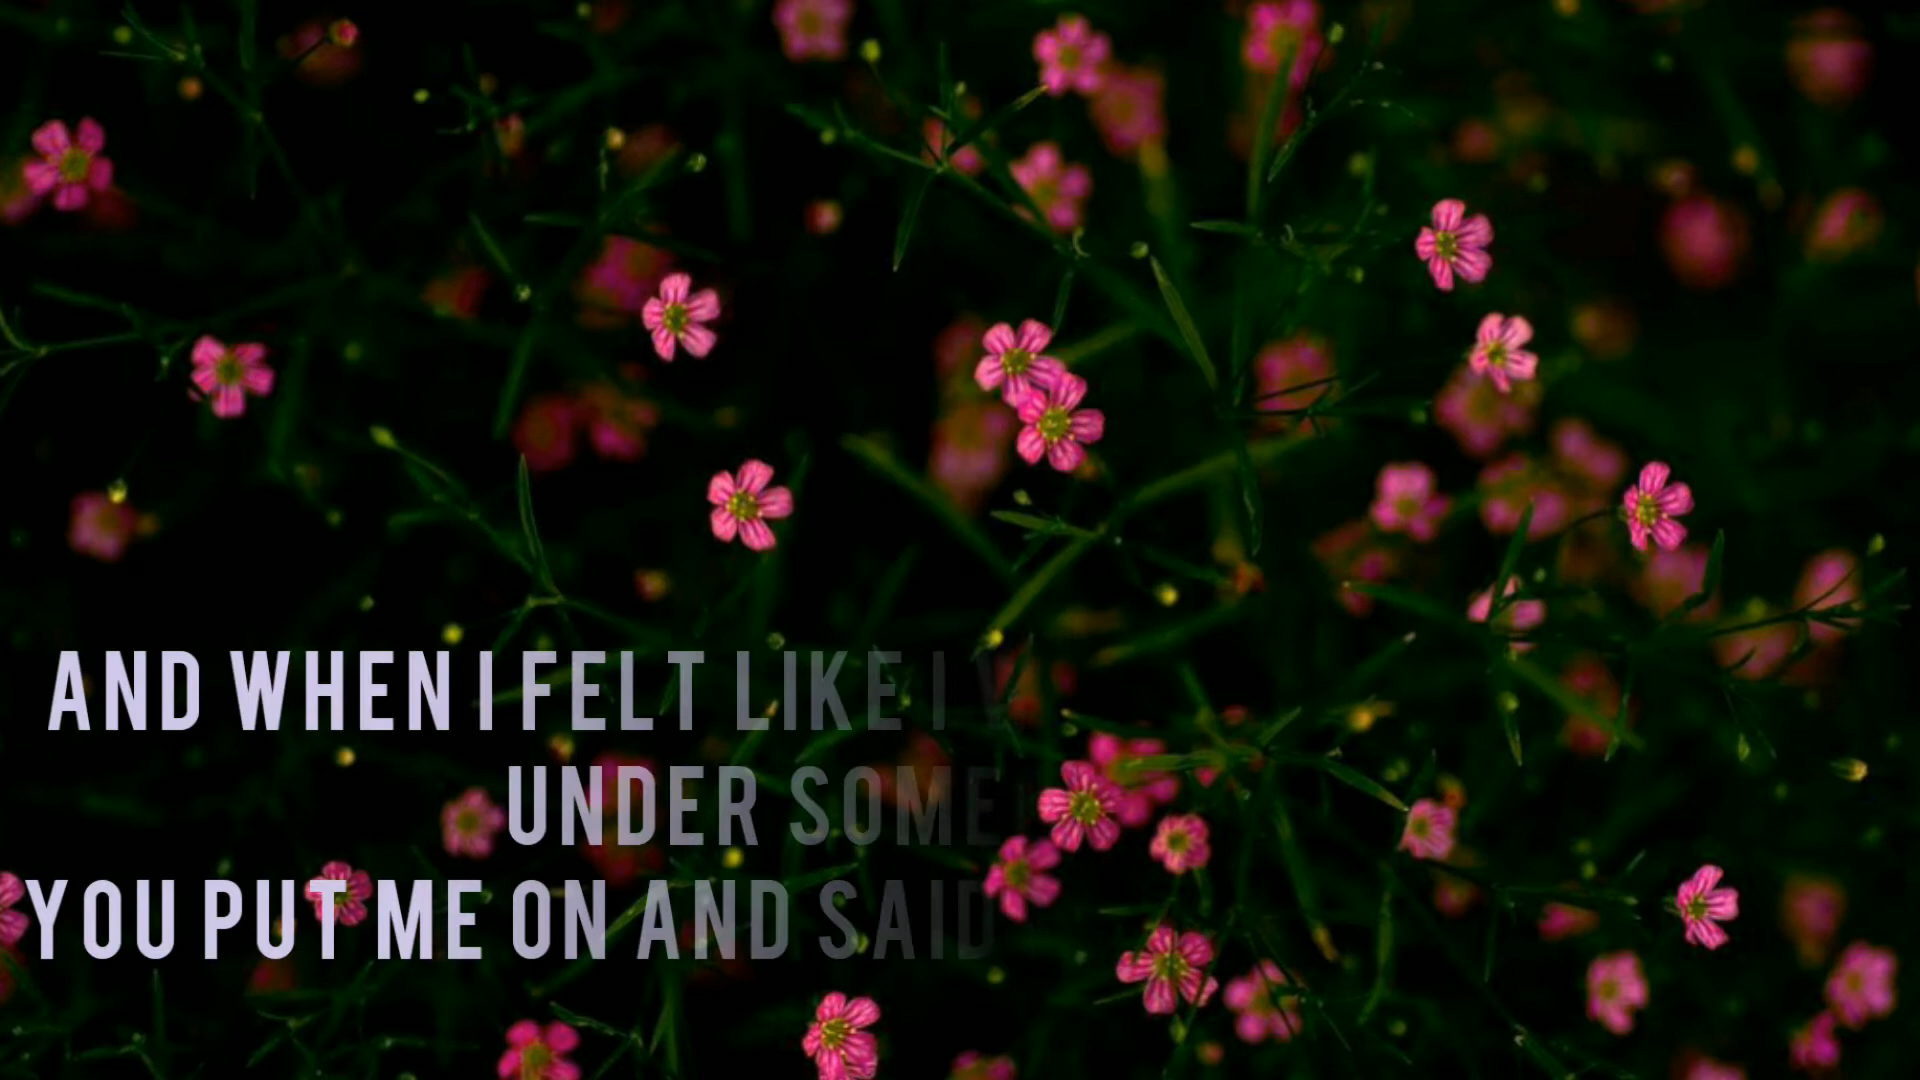 AND WHEN I FELT LIKE I
UNDER SOME
YOU PUT ME ON AND SAID